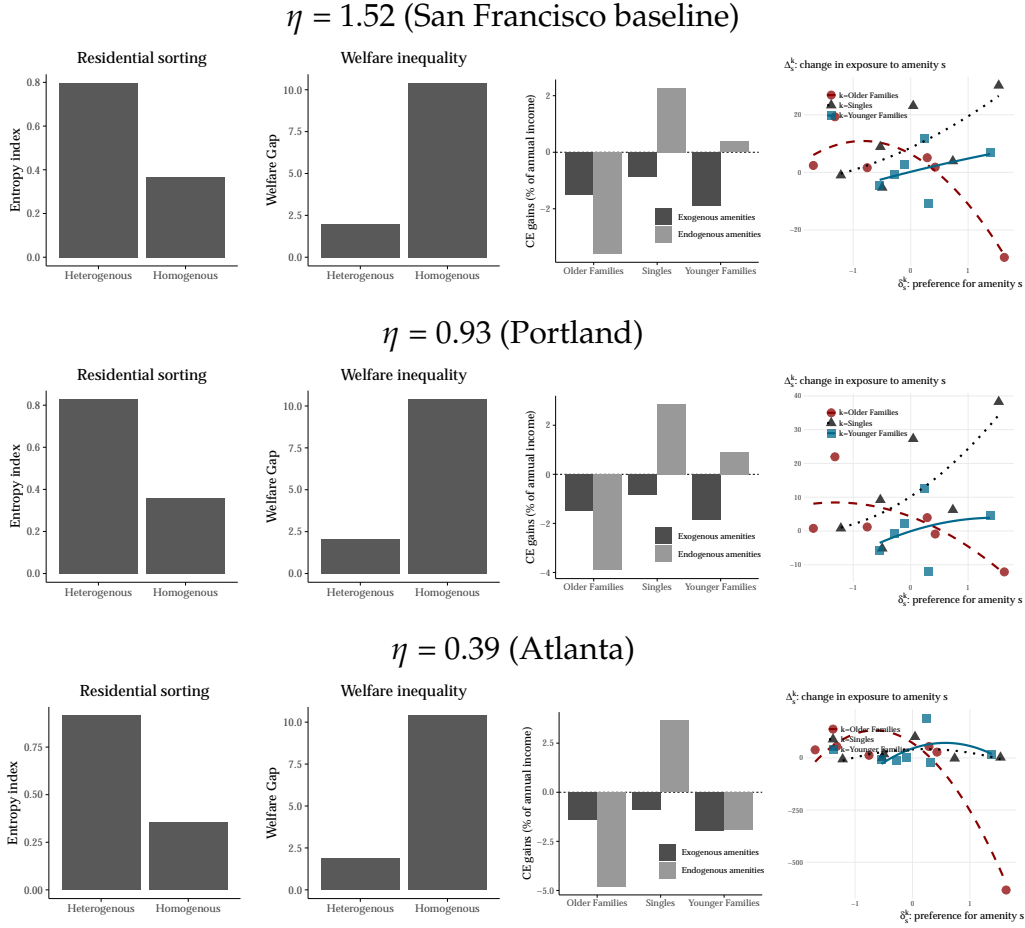 η = 1.52 (San Francisco baseline)
Residential sorting
Entropy index
0.8
0.6
0.4
0.2
0.0
Heterogenous
Homogenous
Welfare inequality
Welfare Gap
10.0
7.5
5.0
2.5
0.0
Heterogenous
Homogenous
CE gains (% of annual income)
2
0
−2
Exogenous amenities
Endogenous amenities
Older Families
Singles
Younger Families
Δₛᵏ: change in exposure to amenity s
k=Older Families
k=Singles
k=Younger Families
20
0
−20
−1
0
1
δₛᵏ: preference for amenity s
η = 0.93 (Portland)
Residential sorting
Entropy index
0.8
0.6
0.4
0.2
0.0
Heterogenous
Homogenous
Welfare inequality
Welfare Gap
10.0
7.5
5.0
2.5
0.0
Heterogenous
Homogenous
CE gains (% of annual income)
2
0
−2
−4
Exogenous amenities
Endogenous amenities
Older Families
Singles
Younger Families
Δₛᵏ: change in exposure to amenity s
k=Older Families
k=Singles
k=Younger Families
40
30
20
10
0
−10
−1
0
1
δₛᵏ: preference for amenity s
η = 0.39 (Atlanta)
Residential sorting
Entropy index
0.75
0.50
0.25
0.00
Heterogenous
Homogenous
Welfare inequality
Welfare Gap
10.0
7.5
5.0
2.5
0.0
Heterogenous
Homogenous
CE gains (% of annual income)
2.5
0.0
−2.5
−5.0
Exogenous amenities
Endogenous amenities
Older Families
Singles
Younger Families
Δₛᵏ: change in exposure to amenity s
k=Older Families
k=Singles
k=Younger Families
0
−250
−500
−1
0
1
δₛᵏ: preference for amenity s